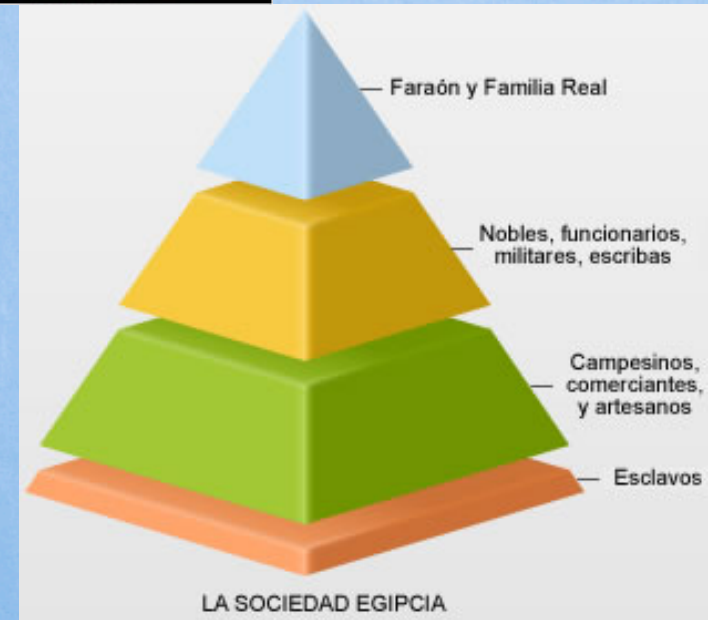 Faraón y Familia Real
Nobles, funcionarios,
militares, escribas
Campesinos,
comerciantes,
y artesanos
Esclavos
LA SOCIEDAD EGIPCIA